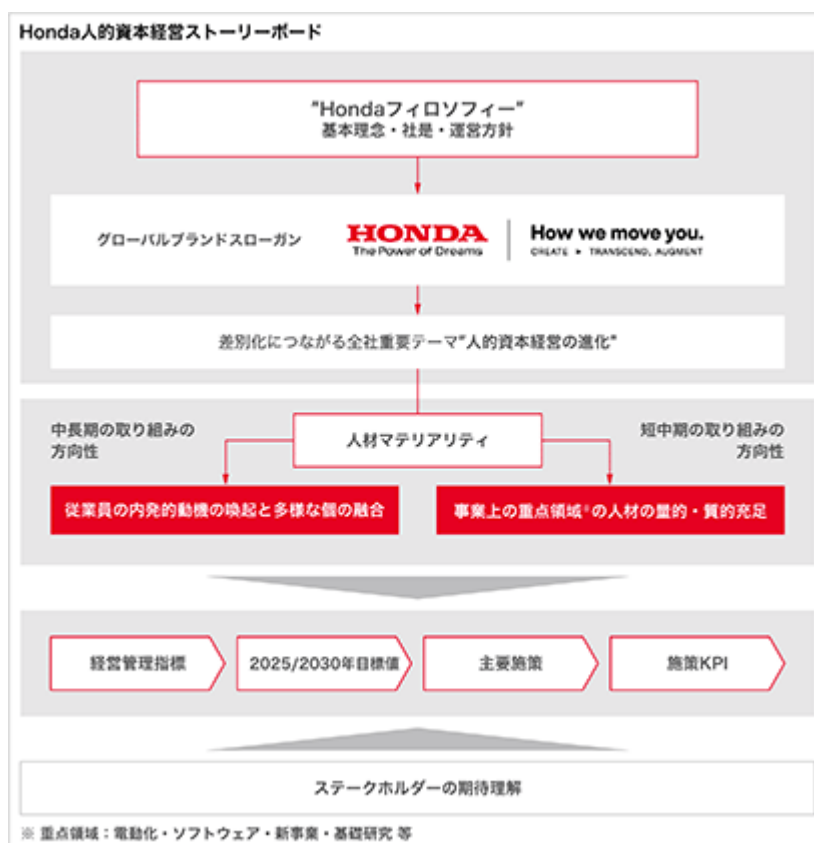 Honda人的資本経営ストーリーボード
"Hondaフィロソフィー"
基本理念・社是・運営方針
グローバルブランドスローガン
HONDA
The Power of Dreams
How we move you.
CREATE ▶ TRANSCEND, AUGMENT
差別化につながる全社重要テーマ"人的資本経営の進化"
中長期の取り組みの
方向性
人材マテリアリティ
短中期の取り組みの
方向性
従業員の内発的動機の喚起と多様な個の融合
事業上の重点領域※の人材の量的・質的充足
経営管理指標
2025/2030年目標値
主要施策
施策KPI
ステークホルダーの期待理解
※ 重点領域：電動化・ソフトウェア・新事業・基礎研究 等